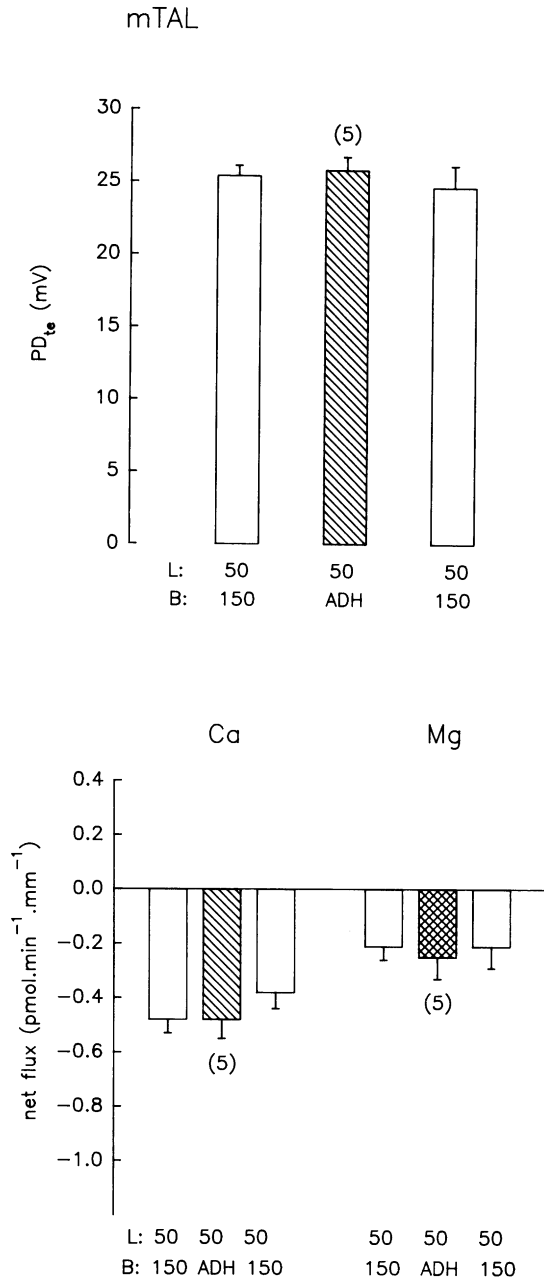 mTAL
30
(5)
25
20
15
10
5
0
PD_te (mV)
L: 50 50 50
B: 150 ADH 150
Ca Mg
0.4
0.2
0.0
−0.2
−0.4
−0.6
−0.8
−1.0
(5)
(5)
net flux (pmol.min⁻¹.mm⁻¹)
L: 50 50 50 50 50 50
B: 150 ADH 150 150 ADH 150